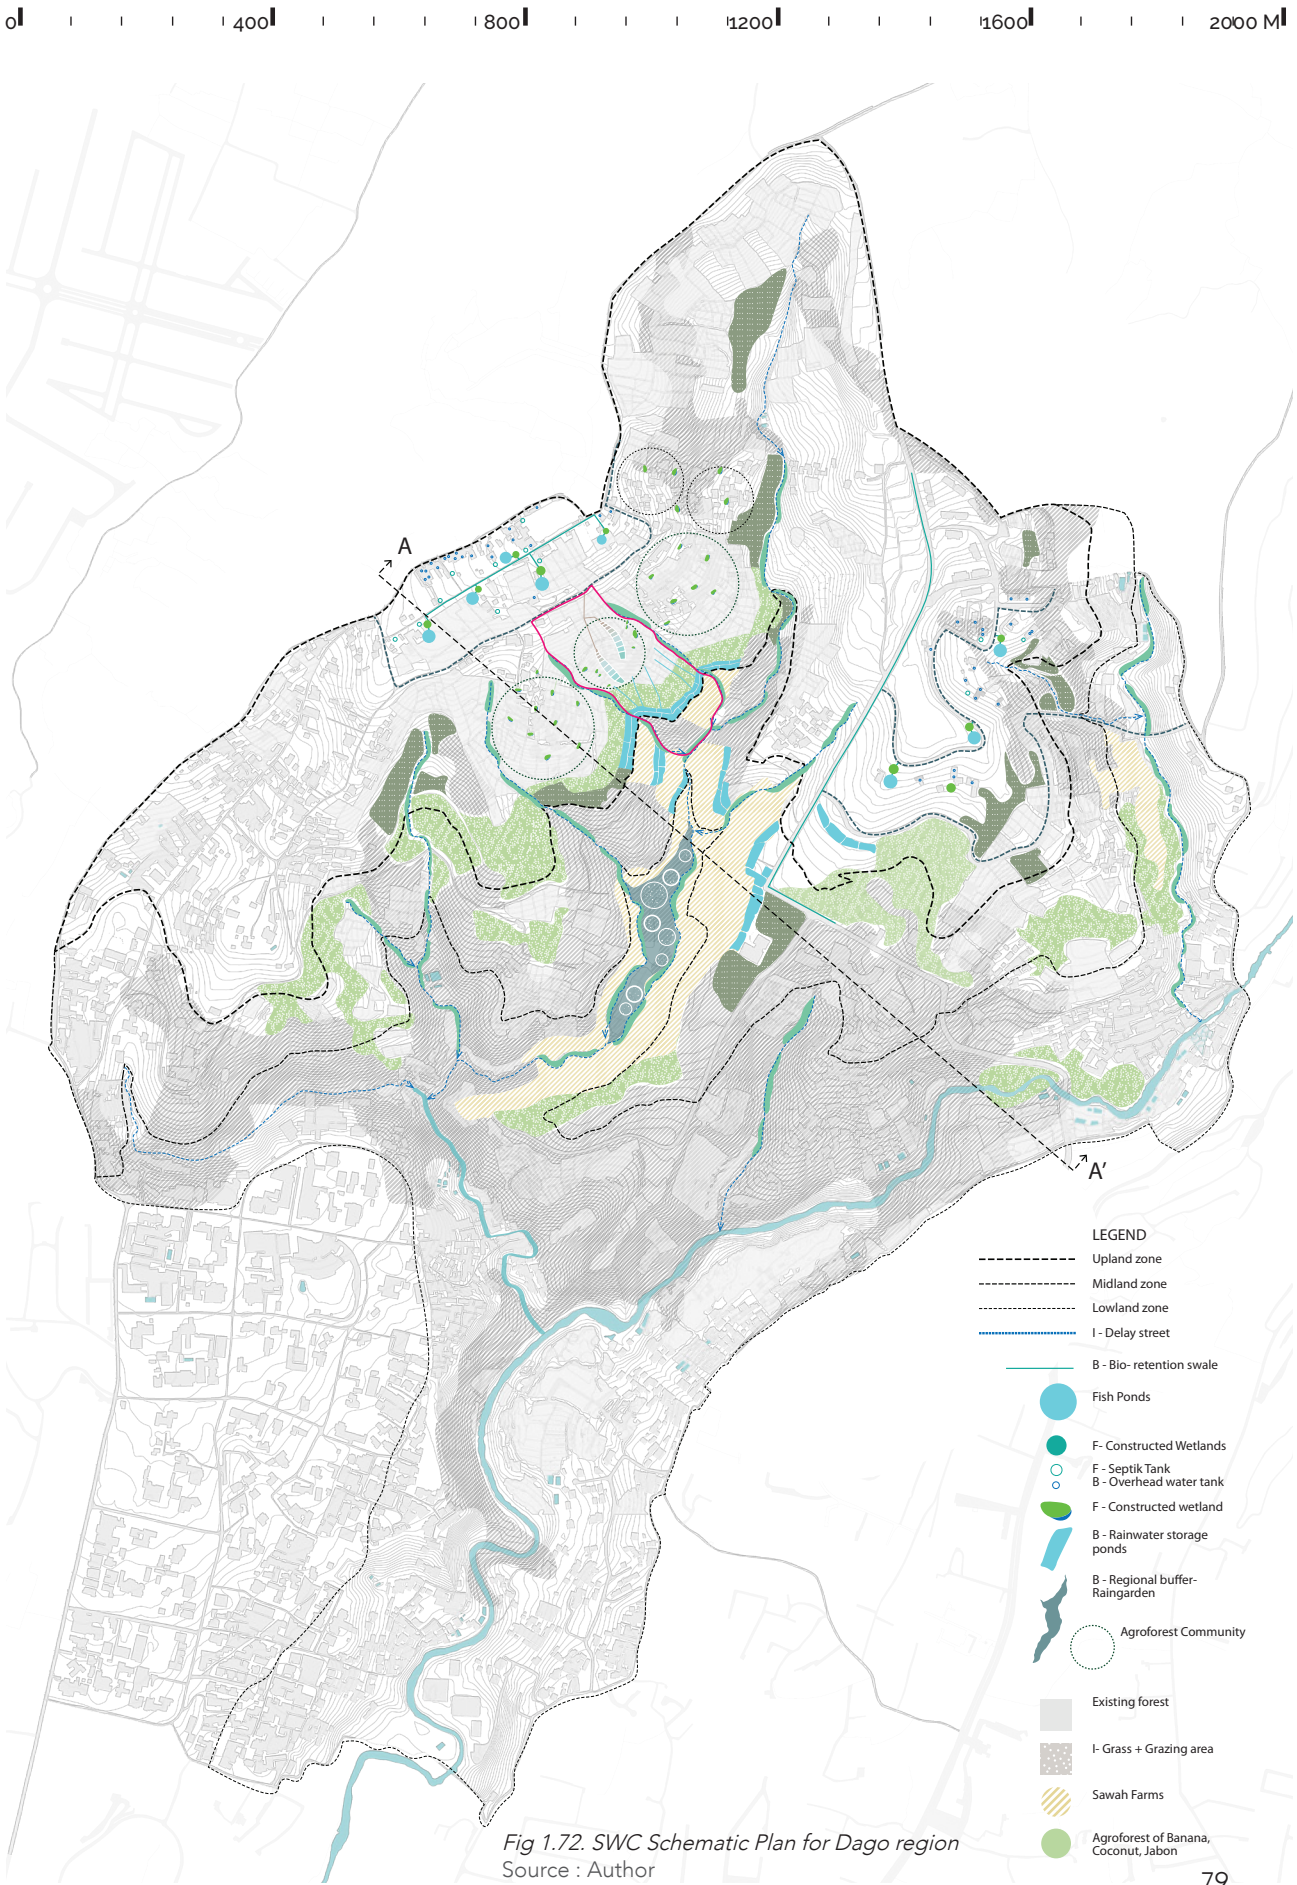 0 400 800 1200 1600 2000 M
A
A'
LEGEND
Upland zone
Midland zone
Lowland zone
I - Delay street
B - Bio- retention swale
Fish Ponds
F- Constructed Wetlands
F - Septik Tank
B - Overhead water tank
F - Constructed wetland
B - Rainwater storage
ponds
B - Regional buffer-
Raingarden
Agroforest Community
Existing forest
I- Grass + Grazing area
Sawah Farms
Agroforest of Banana,
Coconut, Jabon
Fig 1.72. SWC Schematic Plan for Dago region
Source : Author
79